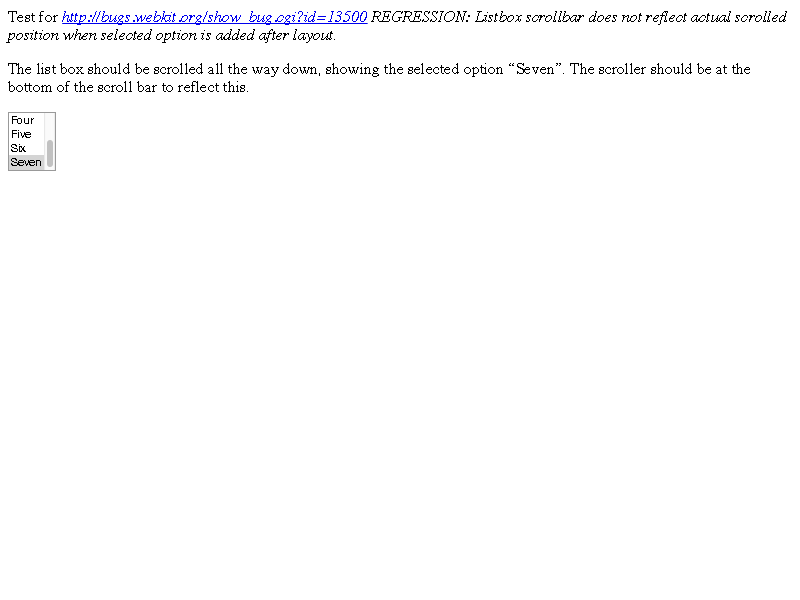 Test for http://bugs.webkit.org/show_bug.cgi?id=13500 REGRESSION: Listbox scrollbar does not reflect actual scrolled
position when selected option is added after layout.
The list box should be scrolled all the way down, showing the selected option “Seven”. The scroller should be at the
bottom of the scroll bar to reflect this.
Four
Five
Six
Seven